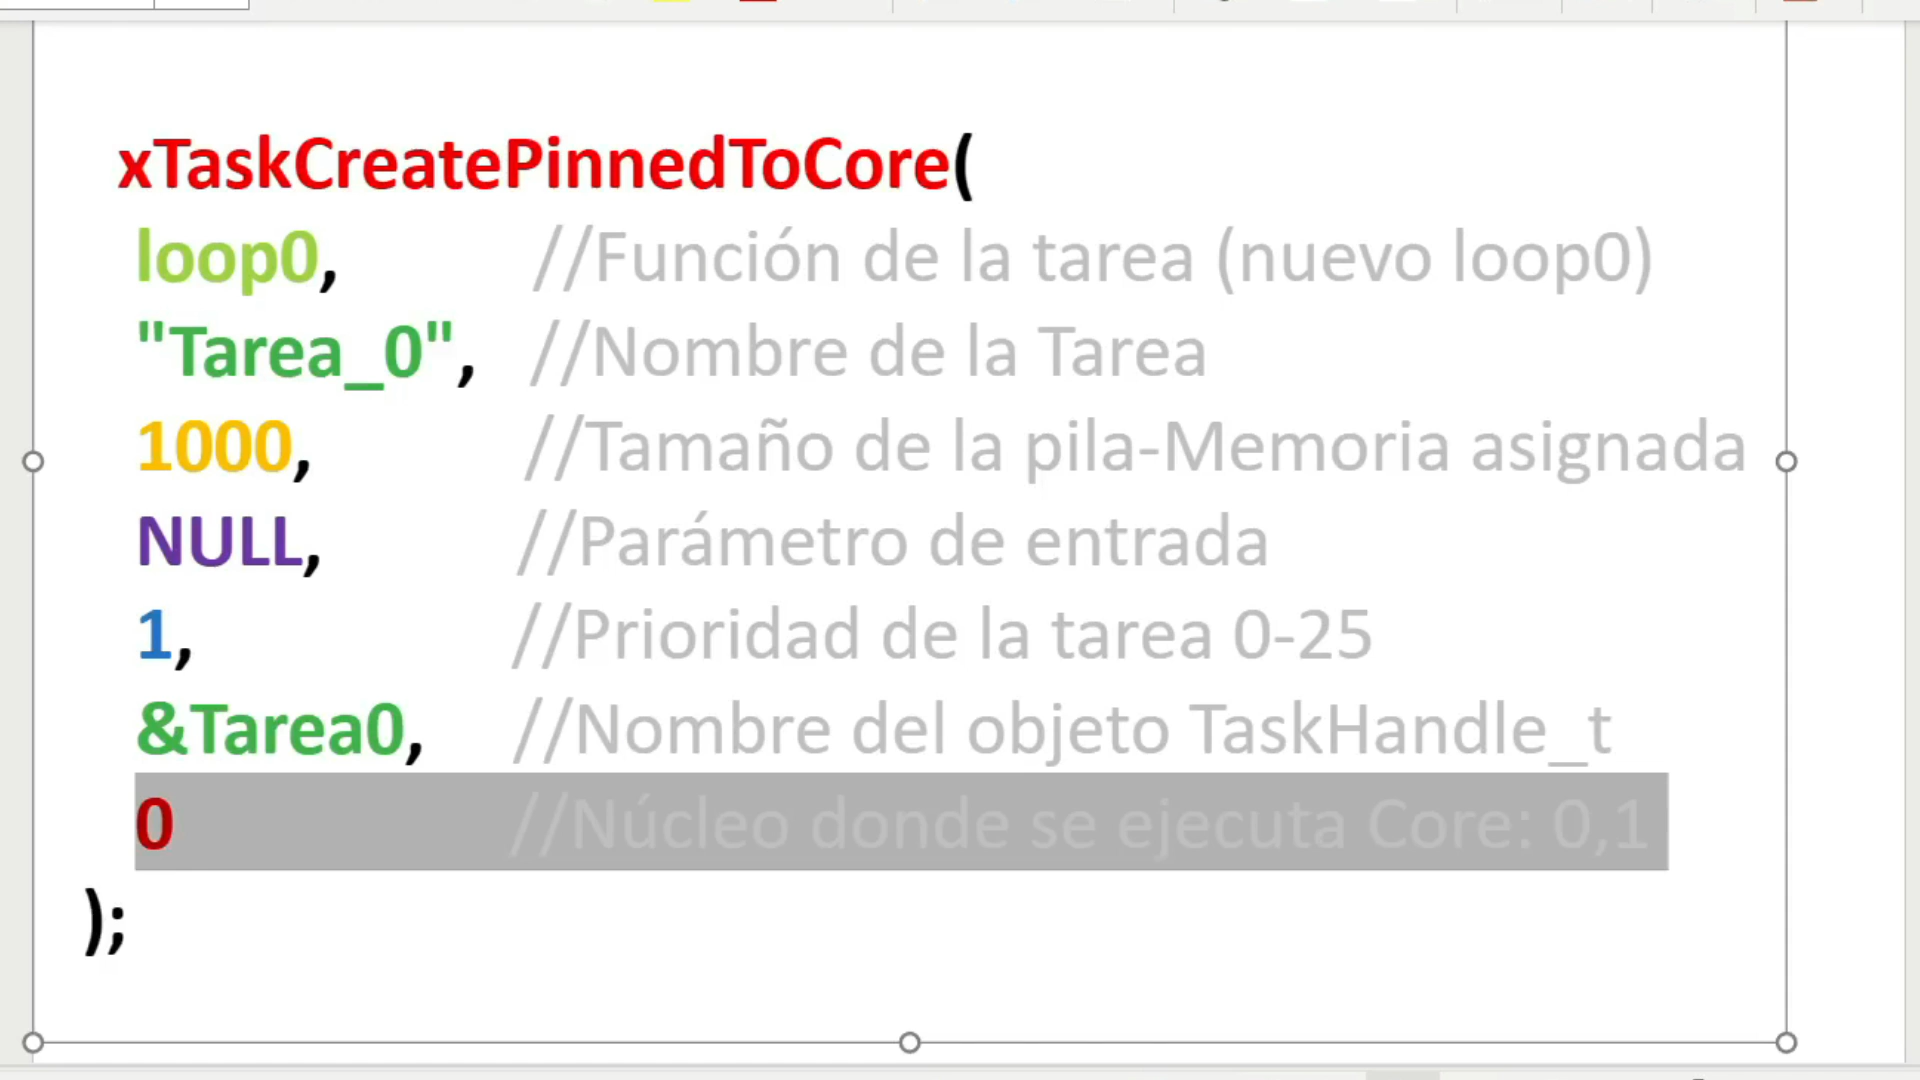 xTaskCreatePinnedToCore(
loop0, //Función de la tarea (nuevo loop0)
"Tarea_0", //Nombre de la Tarea
1000, //Tamaño de la pila-Memoria asignada
NULL, //Parámetro de entrada
1, //Prioridad de la tarea 0-25
&Tarea0, //Nombre del objeto TaskHandle_t
0 //Núcleo donde se ejecuta Core: 0,1
);